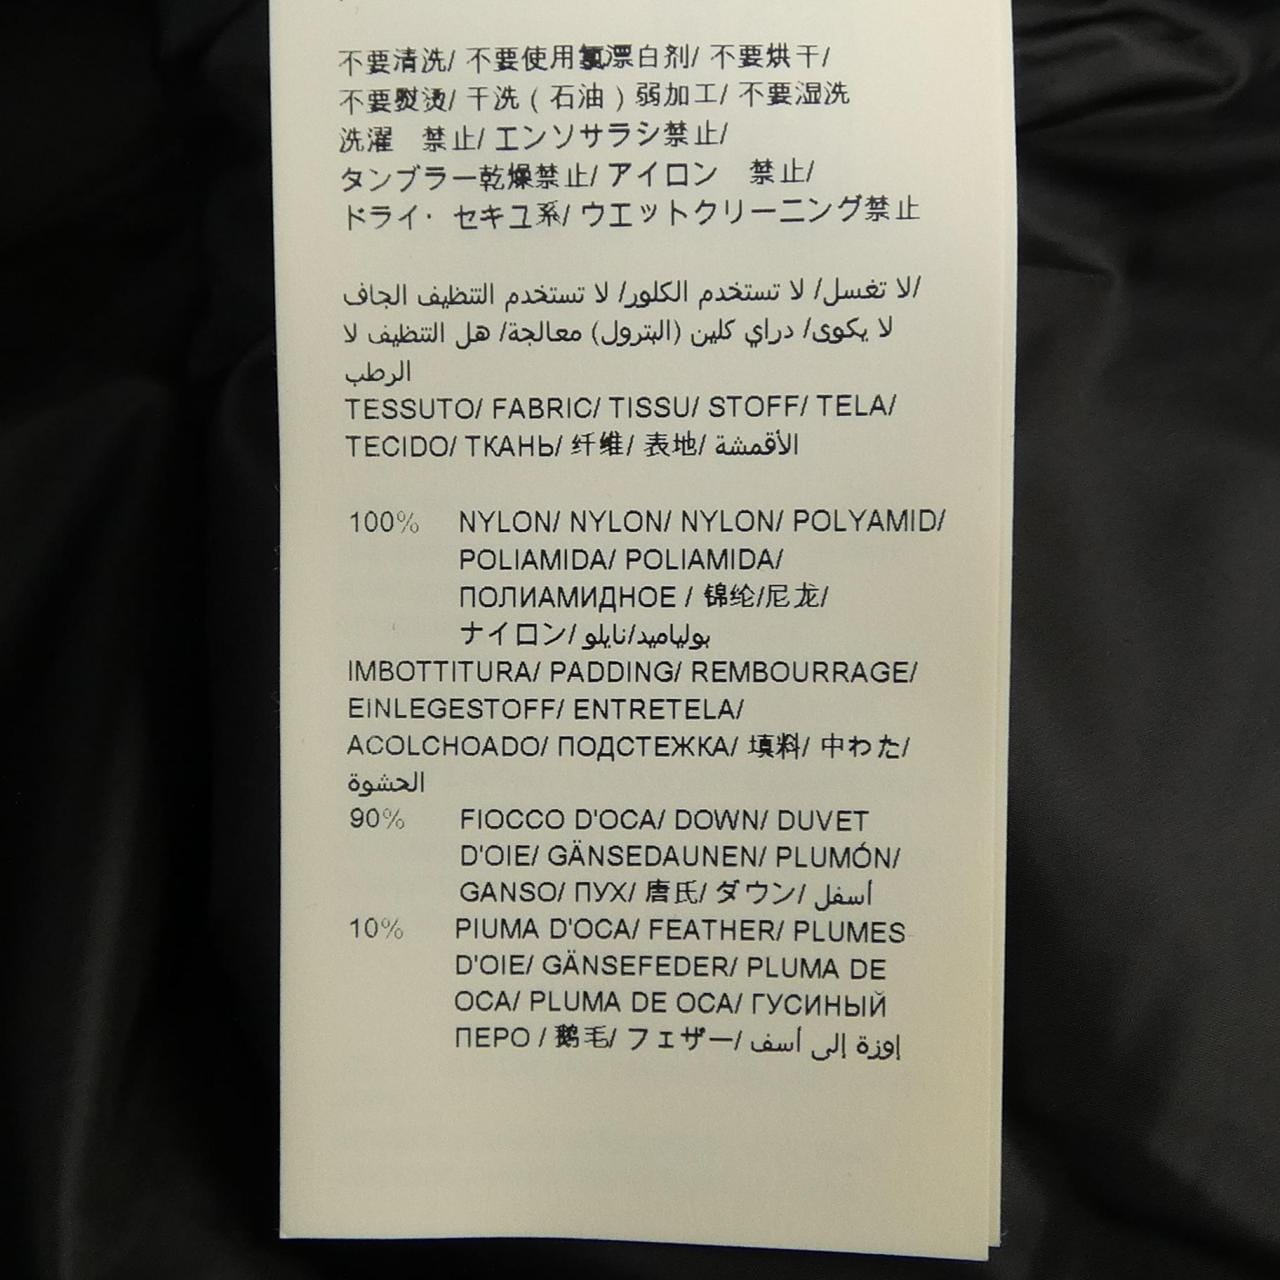 不要清洗/ 不要使用氯漂白剂/ 不要烘干/
不要熨烫/ 干洗 ( 石油 ) 弱加工/ 不要湿洗
洗濯　禁止/ エンソサラシ禁止/
タンブラー乾燥禁止/ アイロン　禁止/
ドライ・ セキユ系/ ウエットクリーニング禁止
لا تغسل/ لا تستخدم الكلور/ لا تستخدم التنظيف الجاف/
لا يكوى/ دراي كلين (البترول) معالجة/ هل التنظيف لا
الرطب
TESSUTO/ FABRIC/ TISSU/ STOFF/ TELA/
TECIDO/ ТКАНЬ/ 纤维/ 表地/ الأقمشة
100% NYLON/ NYLON/ NYLON/ POLYAMID/
POLIAMIDA/ POLIAMIDA/
ПОЛИАМИДНОЕ / 锦纶/尼龙/
ナイロン/ بولياميد/نايلو
IMBOTTITURA/ PADDING/ REMBOURRAGE/
EINLEGESTOFF/ ENTRETELA/
ACOLCHOADO/ ПОДСТЕЖКА/ 填料/ 中わた/
الحشوة
90% FIOCCO D'OCA/ DOWN/ DUVET
D'OIE/ GÄNSEDAUNEN/ PLUMÓN/
GANSO/ ПУХ/ 唐氏/ ダウン/ أسفل
10% PIUMA D'OCA/ FEATHER/ PLUMES
D'OIE/ GÄNSEFEDER/ PLUMA DE
OCA/ PLUMA DE OCA/ ГУСИНЫЙ
ПЕРО / 鹅毛/ フェザー/ إوزة إلى أسف